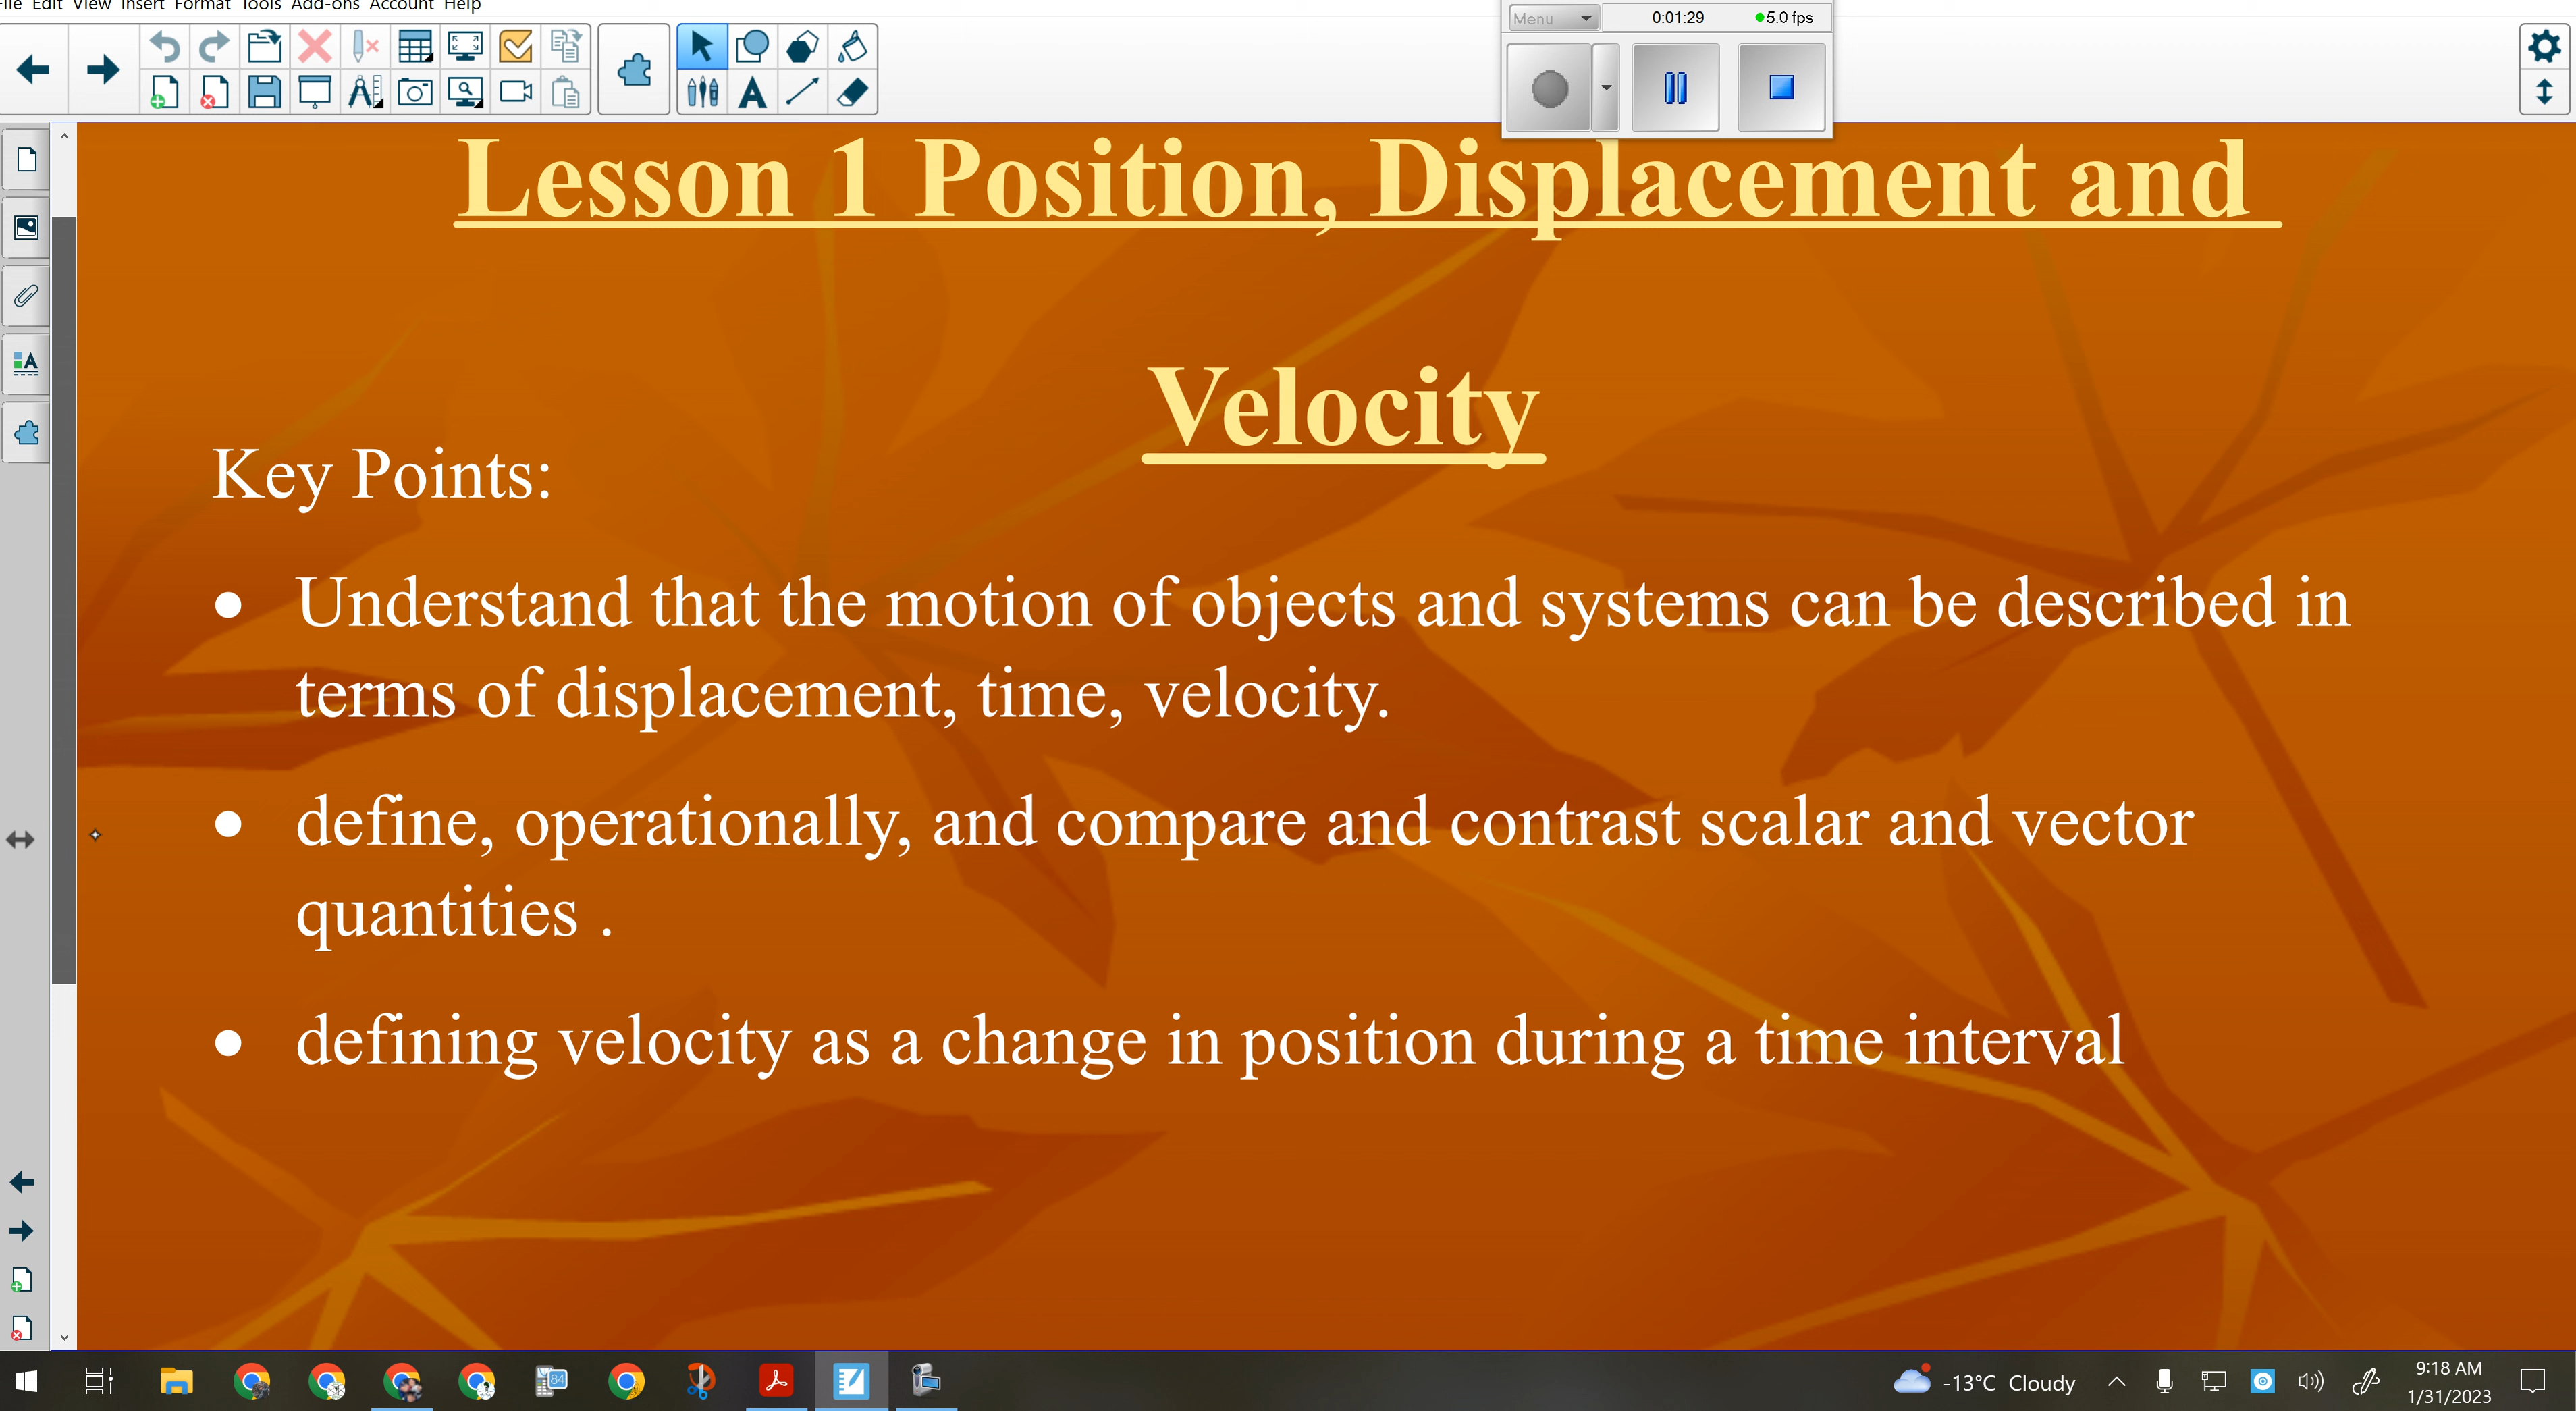 File Edit View Insert Format Tools Add-ons Account Help
Menu
0:01:29
5.0 fps
Lesson 1 Position, Displacement and
Velocity
Key Points:
● Understand that the motion of objects and systems can be described in
terms of displacement, time, velocity.
● define, operationally, and compare and contrast scalar and vector
quantities .
● defining velocity as a change in position during a time interval
84
-13°C Cloudy
9:18 AM
1/31/2023